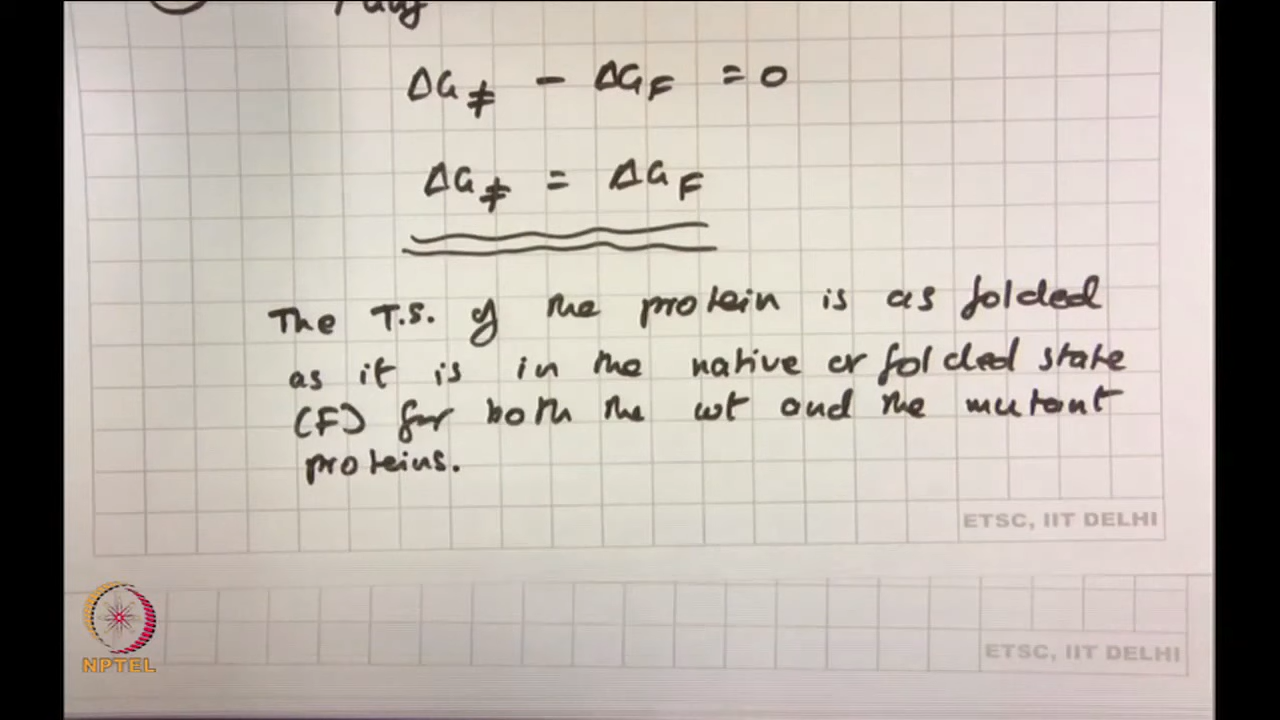 ΔG‡ - ΔGF = 0
ΔG‡ = ΔGF
The T.S. of the protein is as folded
as it is in the native or folded state
(F) for both the wt and the mutant
proteins.
ETSC, IIT DELHI
NPTEL
ETSC, IIT DELHI